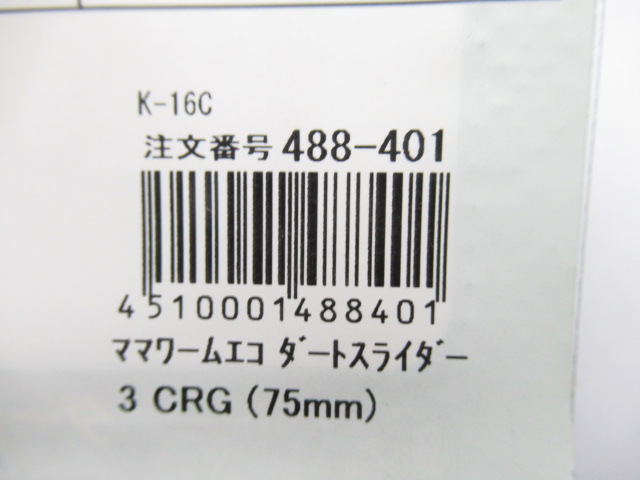 K-16C
注文番号 488-401
4510001488401
ママワームエコ ダートスライダー
3 CRG (75mm)